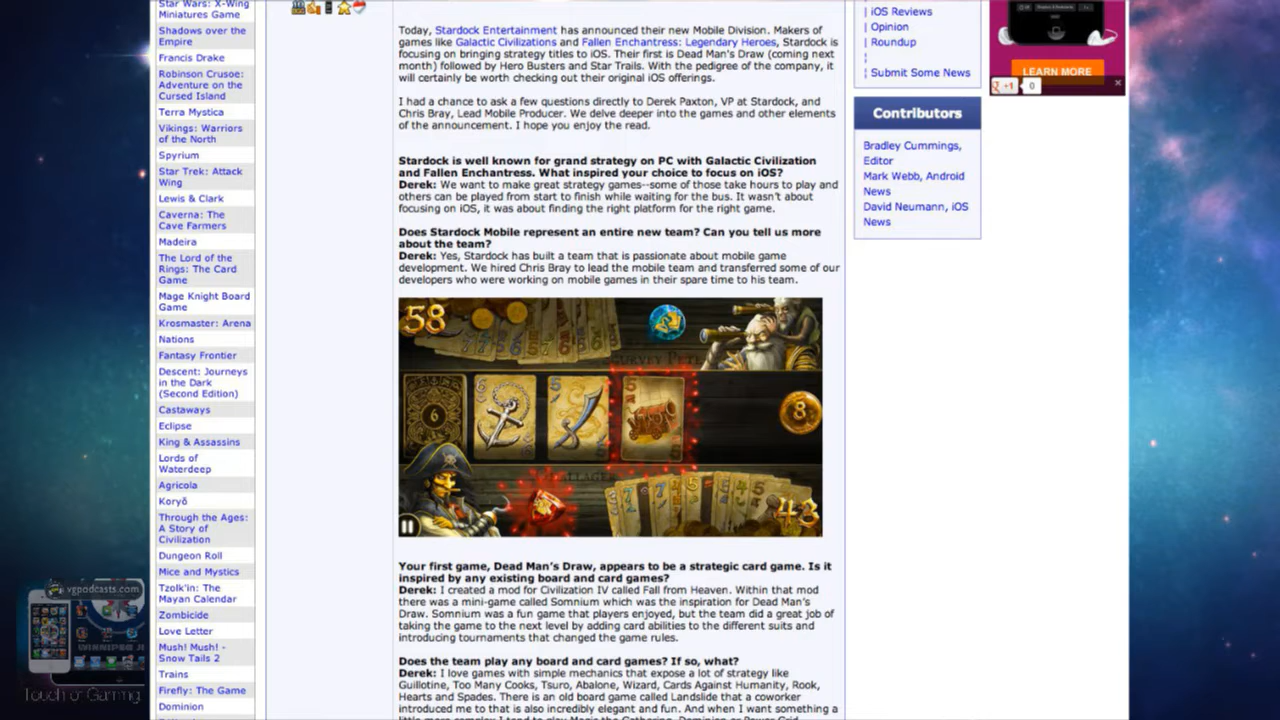 Star Wars: X-Wing
Miniatures Game
Shadows over the
Empire
Francis Drake
Robinson Crusoe:
Adventure on the
Cursed Island
Terra Mystica
Vikings: Warriors
of the North
Spyrium
Star Trek: Attack
Wing
Lewis & Clark
Caverna: The
Cave Farmers
Madeira
The Lord of the
Rings: The Card
Game
Mage Knight Board
Game
Krosmaster: Arena
Nations
Fantasy Frontier
Descent: Journeys
in the Dark
(Second Edition)
Castaways
Eclipse
King & Assassins
Lords of
Waterdeep
Agricola
Koryŏ
Through the Ages:
A Story of
Civilization
Dungeon Roll
Mice and Mystics
Tzolk'in: The
Mayan Calendar
Zombicide
Love Letter
Mush! Mush! -
Snow Tails 2
Trains
Firefly: The Game
Dominion
Today, Stardock Entertainment has announced their new Mobile Division. Makers of
games like Galactic Civilizations and Fallen Enchantress: Legendary Heroes, Stardock is
focusing on bringing strategy titles to iOS. Their first is Dead Man's Draw (coming next
month) followed by Hero Busters and Star Trails. With the pedigree of the company, it
will certainly be worth checking out their original iOS offerings.
I had a chance to ask a few questions directly to Derek Paxton, VP at Stardock, and
Chris Bray, Lead Mobile Producer. We delve deeper into the games and other elements
of the announcement. I hope you enjoy the read.
Stardock is well known for grand strategy on PC with Galactic Civilization
and Fallen Enchantress. What inspired your choice to focus on iOS?
Derek: We want to make great strategy games--some of those take hours to play and
others can be played from start to finish while waiting for the bus. It wasn't about
focusing on iOS, it was about finding the right platform for the right game.
Does Stardock Mobile represent an entire new team? Can you tell us more
about the team?
Derek: Yes, Stardock has built a team that is passionate about mobile game
development. We hired Chris Bray to lead the mobile team and transferred some of our
developers who were working on mobile games in their spare time to his team.
58
SCURVEY PETE
6
6
5
5
8
43
Your first game, Dead Man's Draw, appears to be a strategic card game. Is it
inspired by any existing board and card games?
Derek: I created a mod for Civilization IV called Fall from Heaven. Within that mod
there was a mini-game called Somnium which was the inspiration for Dead Man's
Draw. Somnium was a fun game that players enjoyed, but the team did a great job of
taking the game to the next level by adding card abilities to the different suits and
introducing tournaments that changed the game rules.
Does the team play any board and card games? If so, what?
Derek: I love games with simple mechanics that expose a lot of strategy like
Guillotine, Too Many Cooks, Tsuro, Abalone, Wizard, Cards Against Humanity, Rook,
Hearts and Spades. There is an old board game called Landslide that a coworker
introduced me to that is also incredibly elegant and fun. And when I want something a
little more complex I tend to play Magic the Gathering, Dominion or Power Grid.
| iOS Reviews
| Opinion
| Roundup
|
| Submit Some News
Contributors
Bradley Cummings,
Editor
Mark Webb, Android
News
David Neumann, iOS
News
LEARN MORE
+1
0
vgpodcasts.com
Touch of Gaming